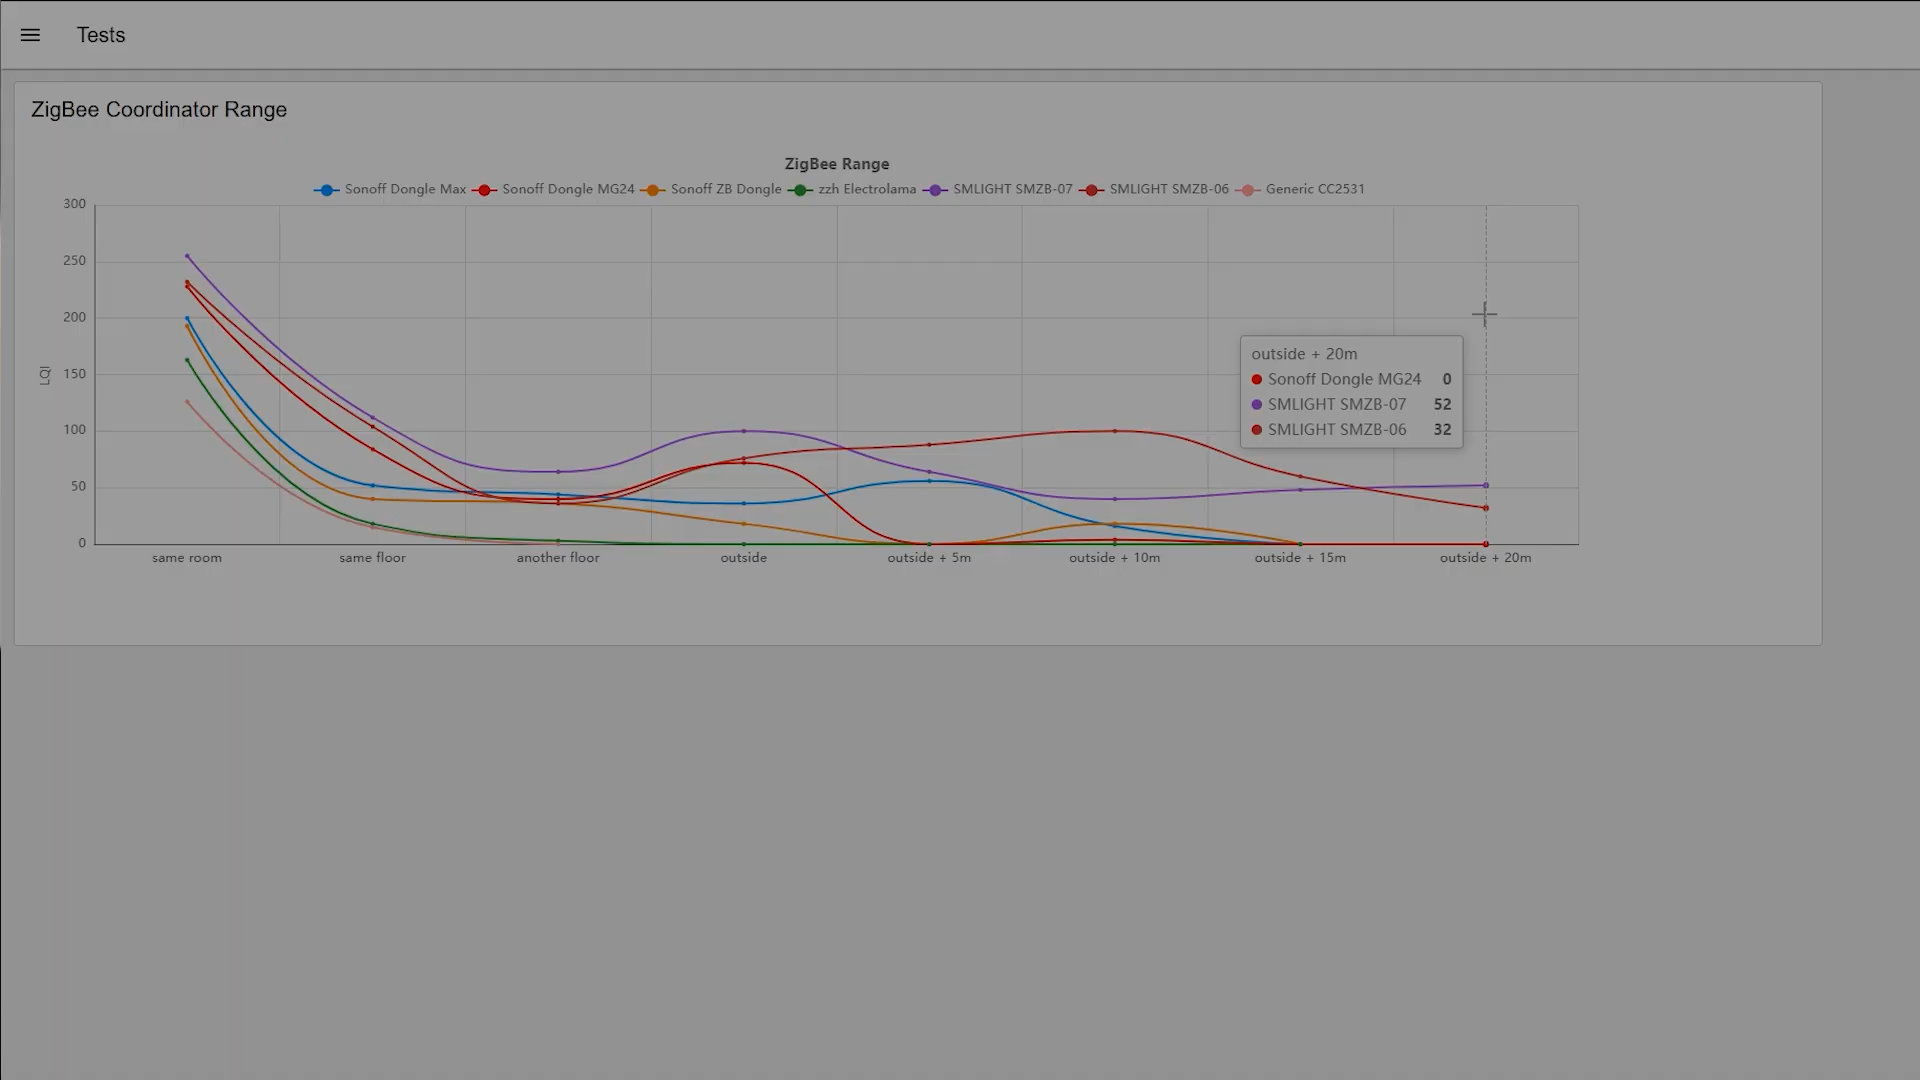 Tests
ZigBee Coordinator Range
ZigBee Range
Sonoff Dongle Max Sonoff Dongle MG24 Sonoff ZB Dongle zzh Electrolama SMLIGHT SMZB-07 SMLIGHT SMZB-06 Generic CC2531
300
250
200
150
100
50
0
LQI
outside + 20m
Sonoff Dongle MG24 0
SMLIGHT SMZB-07 52
SMLIGHT SMZB-06 32
same room same floor another floor outside outside + 5m outside + 10m outside + 15m outside + 20m